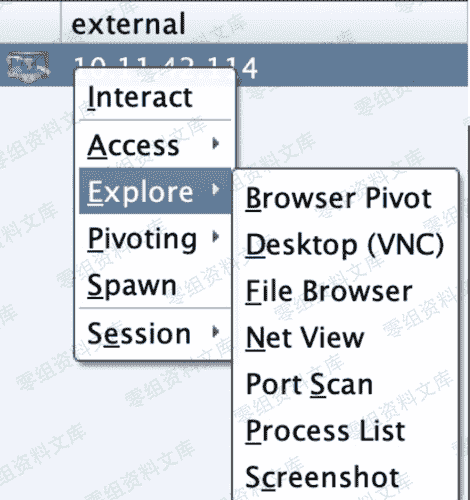 external
10.11.42.114
Interact
Access
Explore
Pivoting
Spawn
Session
Browser Pivot
Desktop (VNC)
File Browser
Net View
Port Scan
Process List
Screenshot
零组资料文库